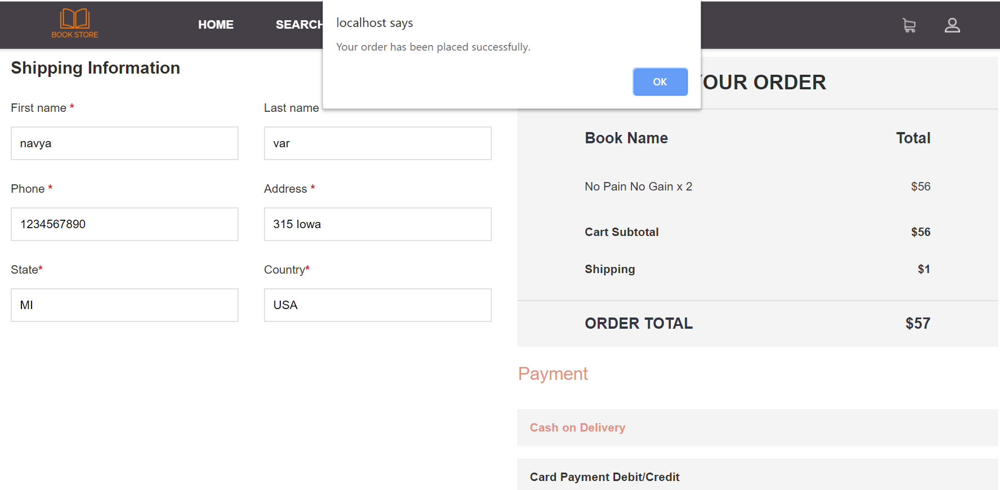 BOOK STORE
HOME
SEARCH
localhost says
Your order has been placed successfully.
OK
Shipping Information
YOUR ORDER
First name *
Last name
navya
var
Book Name Total
Phone *
Address *
No Pain No Gain x 2 $56
1234567890
315 Iowa
Cart Subtotal $56
State*
Country*
Shipping $1
MI
USA
ORDER TOTAL $57
Payment
Cash on Delivery
Card Payment Debit/Credit